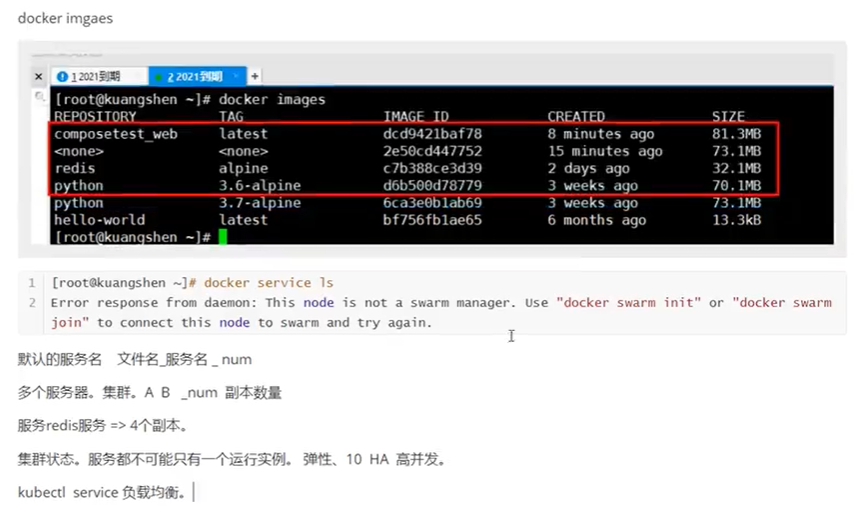 docker imgaes
1 2021到期 2 2021到期 +
[root@kuangshen ~]# docker images
REPOSITORY TAG IMAGE ID CREATED SIZE
composetest_web latest dcd9421baf78 8 minutes ago 81.3MB
<none> <none> 2e50cd447752 15 minutes ago 73.1MB
redis alpine c7b388ce3d39 2 days ago 32.1MB
python 3.6-alpine d6b500d78779 3 weeks ago 70.1MB
python 3.7-alpine 6ca3e0b1ab69 3 weeks ago 73.1MB
hello-world latest bf756fb1ae65 6 months ago 13.3kB
[root@kuangshen ~]#
1 [root@kuangshen ~]# docker service ls
2 Error response from daemon: This node is not a swarm manager. Use "docker swarm init" or "docker swarm
join" to connect this node to swarm and try again.
默认的服务名 文件名_服务名 _ num
多个服务器。集群。A B _num 副本数量
服务redis服务 => 4个副本。
集群状态。服务都不可能只有一个运行实例。 弹性、10 HA 高并发。
kubectl service 负载均衡。